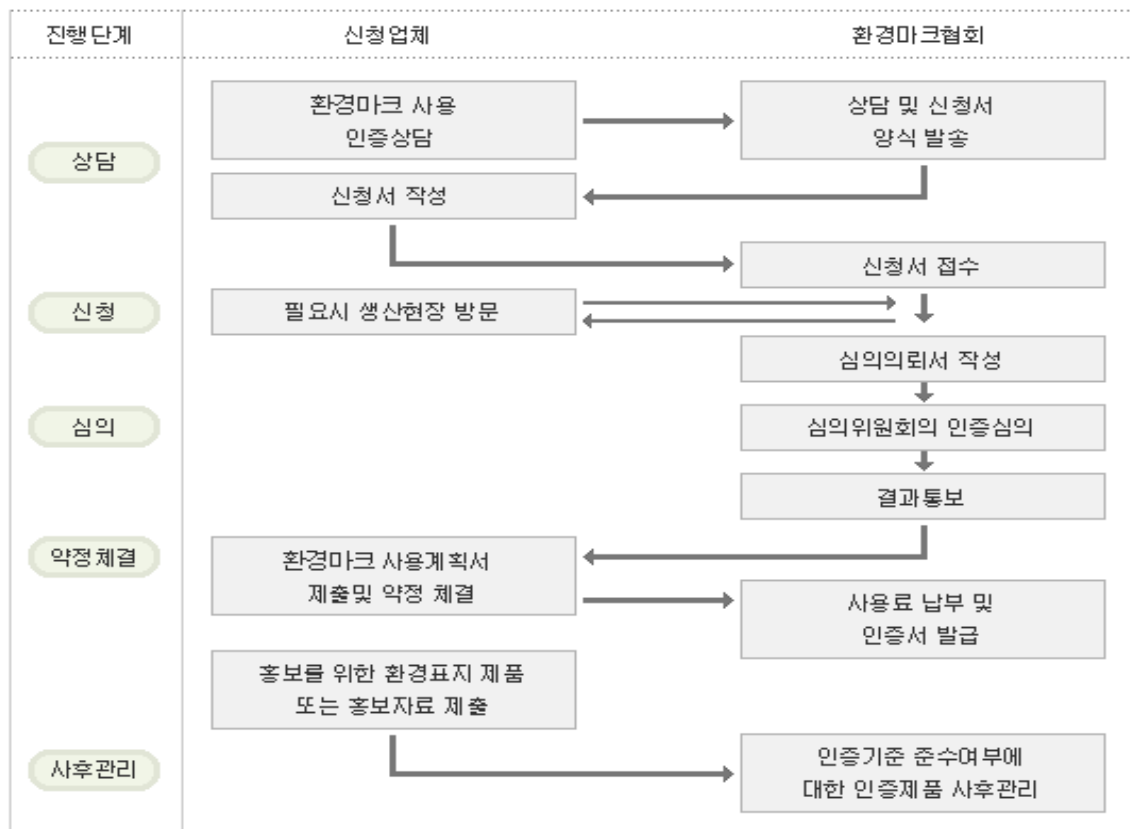 진행단계
신청업체
환경마크협회
환경마크 사용
인증상담
상담 및 신청서
양식 발송
상담
신청서 작성
신청서 접수
신청
필요시 생산현장 방문
심의의뢰서 작성
심의
심의위원회의 인증심의
결과통보
약정체결
환경마크 사용계획서
제출및 약정 체결
사용료 납부 및
인증서 발급
홍보를 위한 환경표지 제품
또는 홍보자료 제출
사후관리
인증기준 준수여부에
대한 인증제품 사후관리